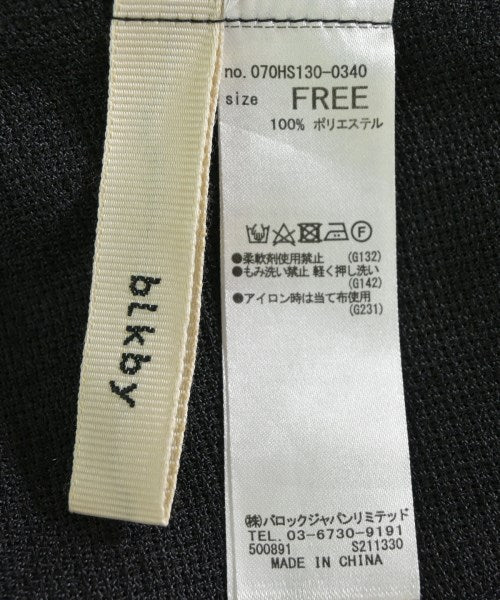 blkby
no.070HS130-0340
size FREE
100% ポリエステル
●柔軟剤使用禁止 (G132)
●もみ洗い禁止 軽く押し洗い
(G142)
●アイロン時は当て布使用
(G231)
㈱バロックジャパンリミテッド
TEL. 03-6730-9191
500891 S211330
MADE IN CHINA